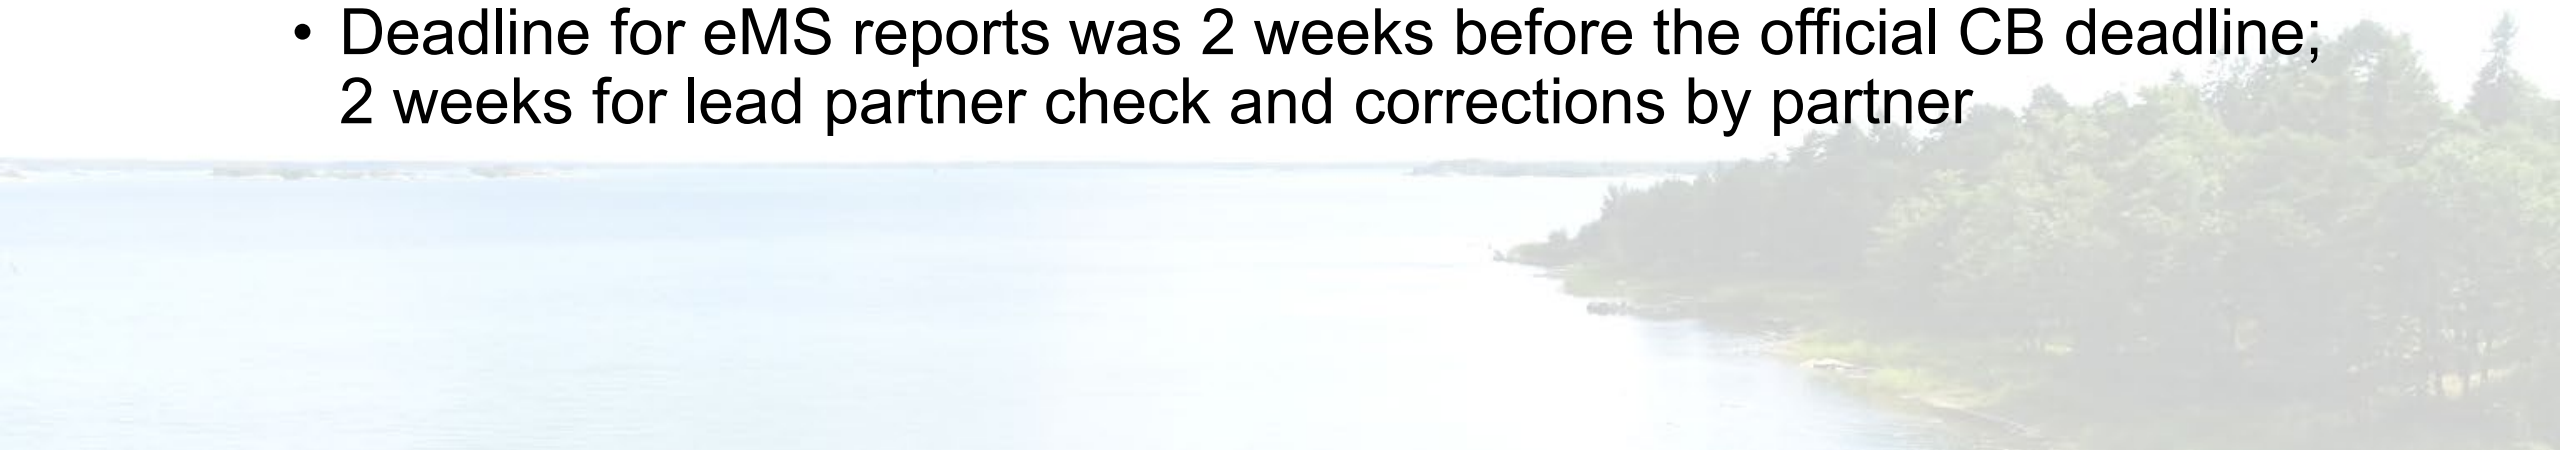 • Deadline for eMS reports was 2 weeks before the official CB deadline;
2 weeks for lead partner check and corrections by partner